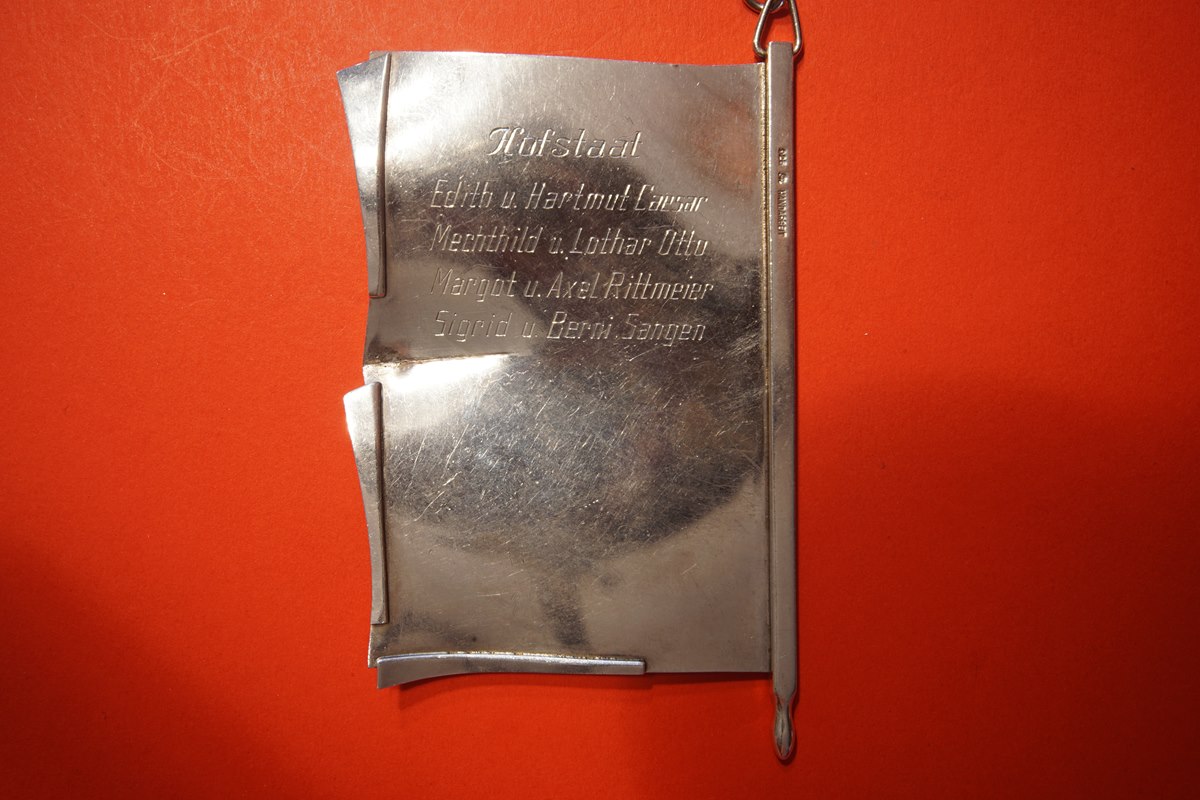 Hofstaat
Edith u. Hartmut Caesar
Mechthild u. Lothar Otto
Margot u. Axel Rittmeier
Sigrid u. Berni Sangen